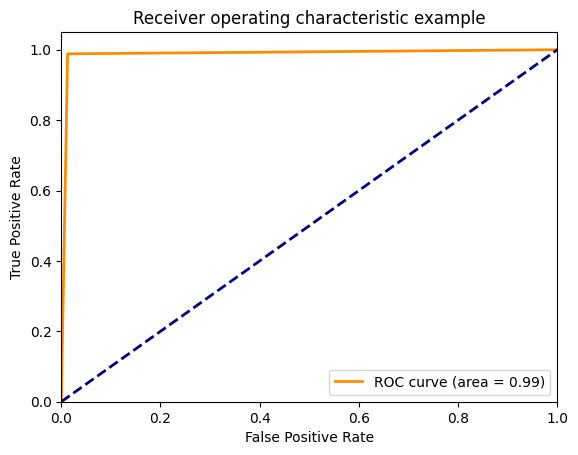 Receiver operating characteristic example
True Positive Rate
1.0
0.8
0.6
0.4
0.2
0.0
ROC curve (area = 0.99)
0.0 0.2 0.4 0.6 0.8 1.0
False Positive Rate